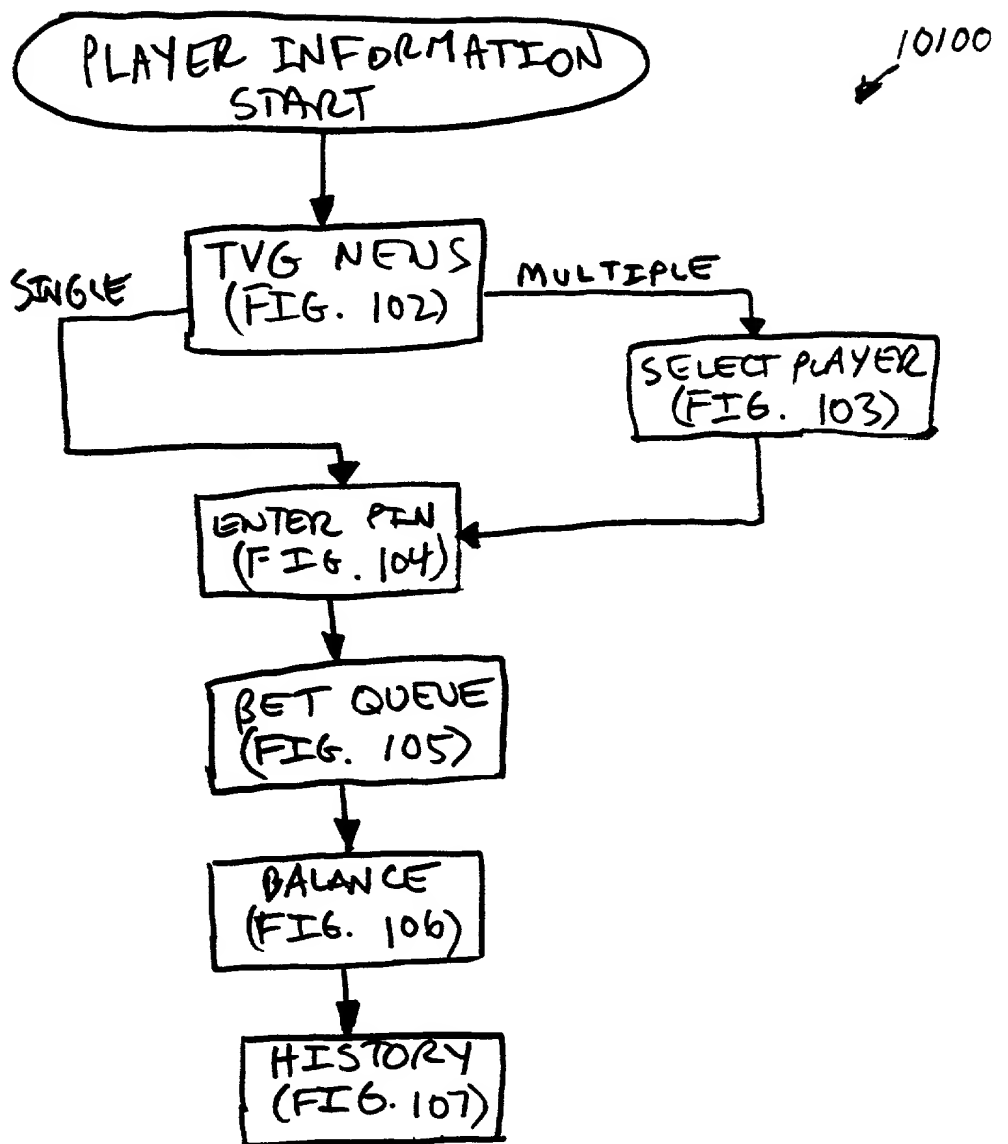 PLAYER INFORMATION
START
10100
TVG NEWS
(FIG. 102)
SINGLE
MULTIPLE
SELECT PLAYER
(FIG. 103)
ENTER PIN
(FIG. 104)
BET QUEUE
(FIG. 105)
BALANCE
(FIG. 106)
HISTORY
(FIG. 107)